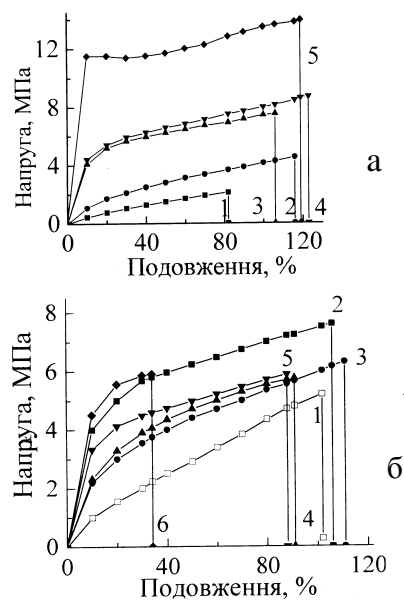 12
8
4
0
Напруга, МПа
5
1 3 2 4
а
0 40 80 120
Подовження, %
8
6
4
2
0
Напруга, МПа
2
5 3
1
6 4
б
0 40 80 120
Подовження, %